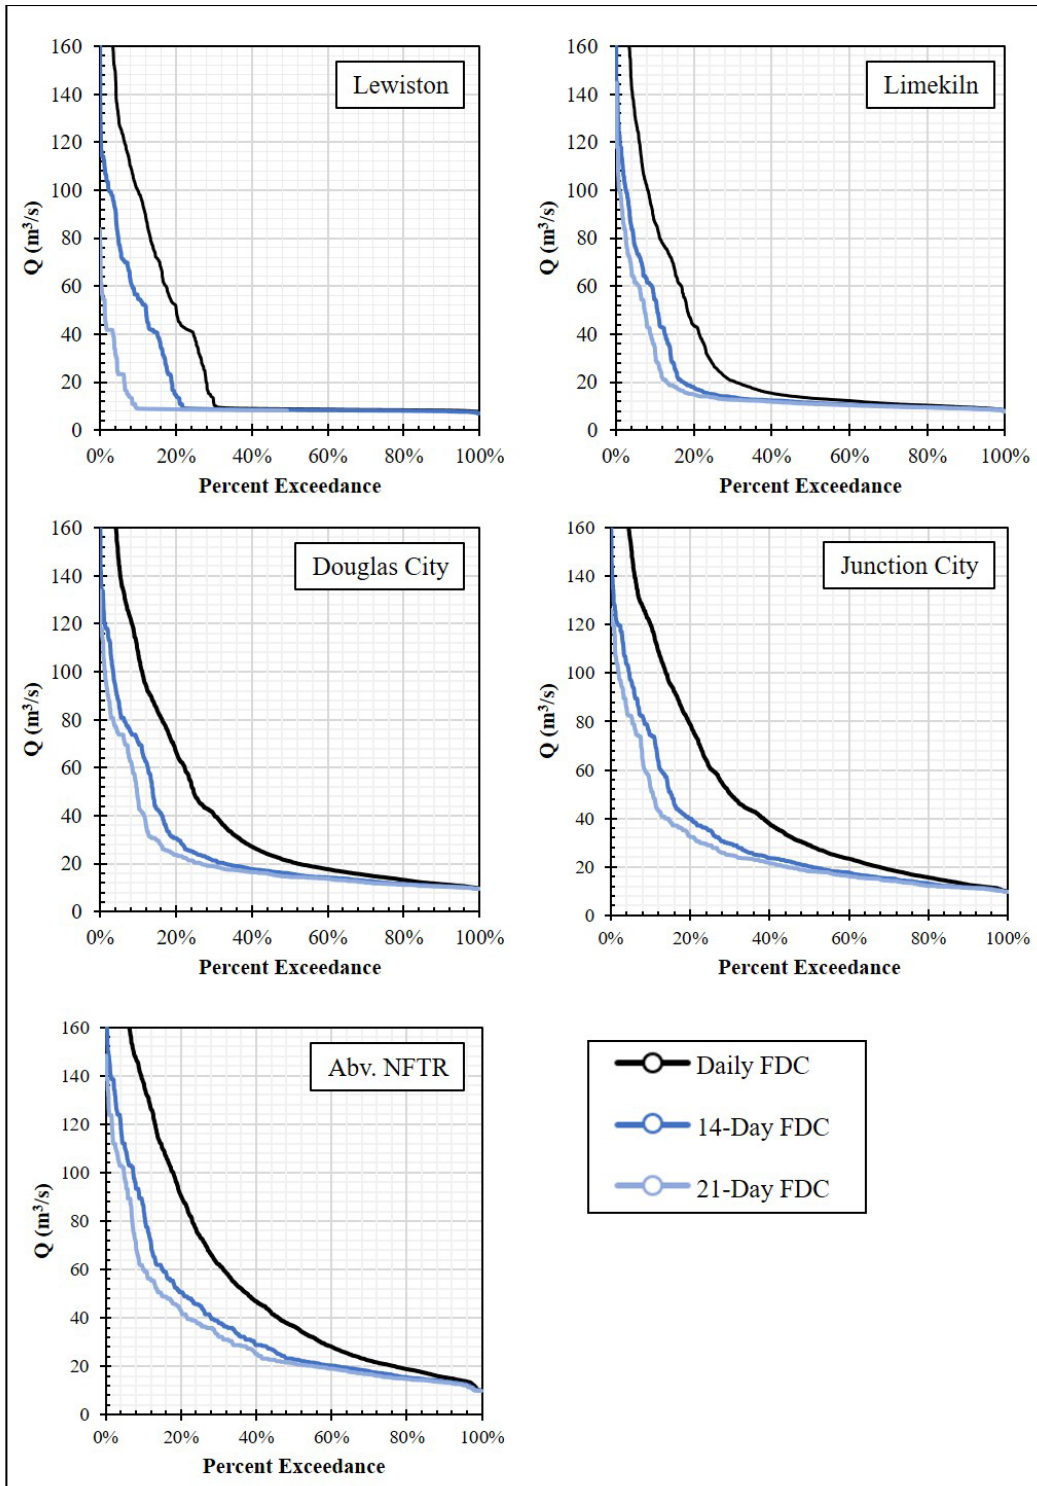 Lewiston
160
140
120
100
80
60
40
20
0
Q (m³/s)
0% 20% 40% 60% 80% 100%
Percent Exceedance
Limekiln
160
140
120
100
80
60
40
20
0
Q (m³/s)
0% 20% 40% 60% 80% 100%
Percent Exceedance
Douglas City
160
140
120
100
80
60
40
20
0
Q (m³/s)
0% 20% 40% 60% 80% 100%
Percent Exceedance
Junction City
160
140
120
100
80
60
40
20
0
Q (m³/s)
0% 20% 40% 60% 80% 100%
Percent Exceedance
Abv. NFTR
160
140
120
100
80
60
40
20
0
Q (m³/s)
0% 20% 40% 60% 80% 100%
Percent Exceedance
Daily FDC
14-Day FDC
21-Day FDC